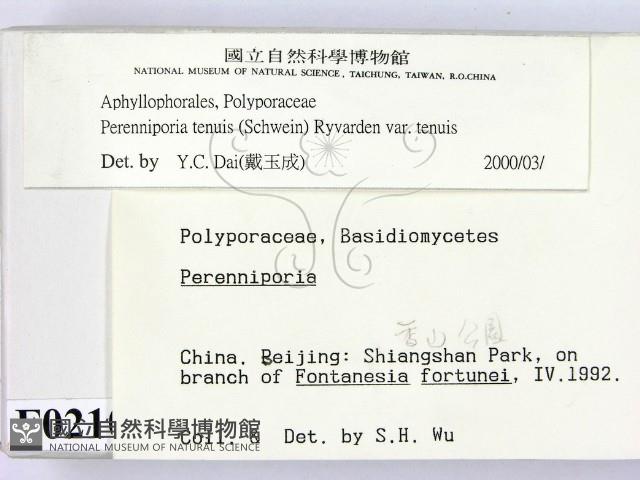 國立自然科學博物館
NATIONAL MUSEUM OF NATURAL SCIENCE, TAICHUNG, TAIWAN, R.O.CHINA
Aphyllophorales, Polyporaceae
Perenniporia tenuis (Schwein) Ryvarden var. tenuis
Det. by Y.C. Dai(戴玉成) 2000/03/
Polyporaceae, Basidiomycetes
Perenniporia
香山 公園
China. Beijing: Shiangshan Park, on
branch of Fontanesia fortunei, IV.1992.
Coll. & Det. by S.H. Wu
國立自然科學博物館
NATIONAL MUSEUM OF NATURAL SCIENCE